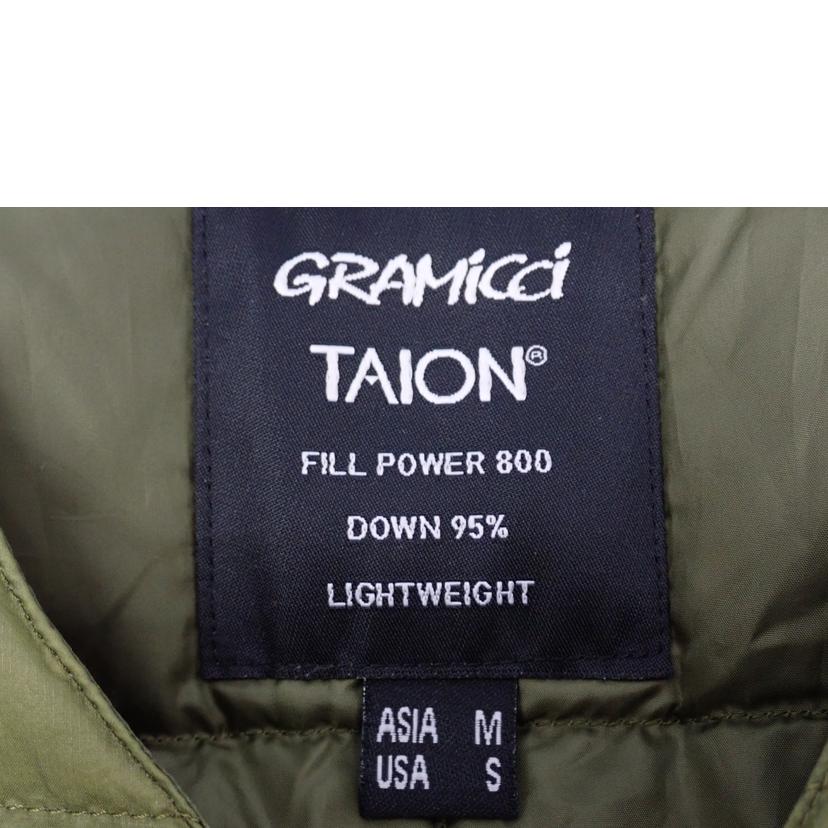 GRAMiCCi
TAION®
FILL POWER 800
DOWN 95%
LIGHTWEIGHT
ASIA M
USA S